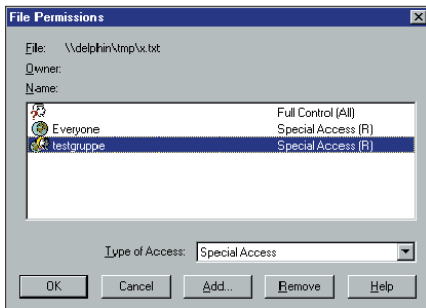 File Permissions
File: \\delphin\tmp\x.txt
Owner:
Name:
Full Control (All)
Everyone Special Access (R)
testgruppe Special Access (R)
Type of Access: Special Access
OK Cancel Add... Remove Help